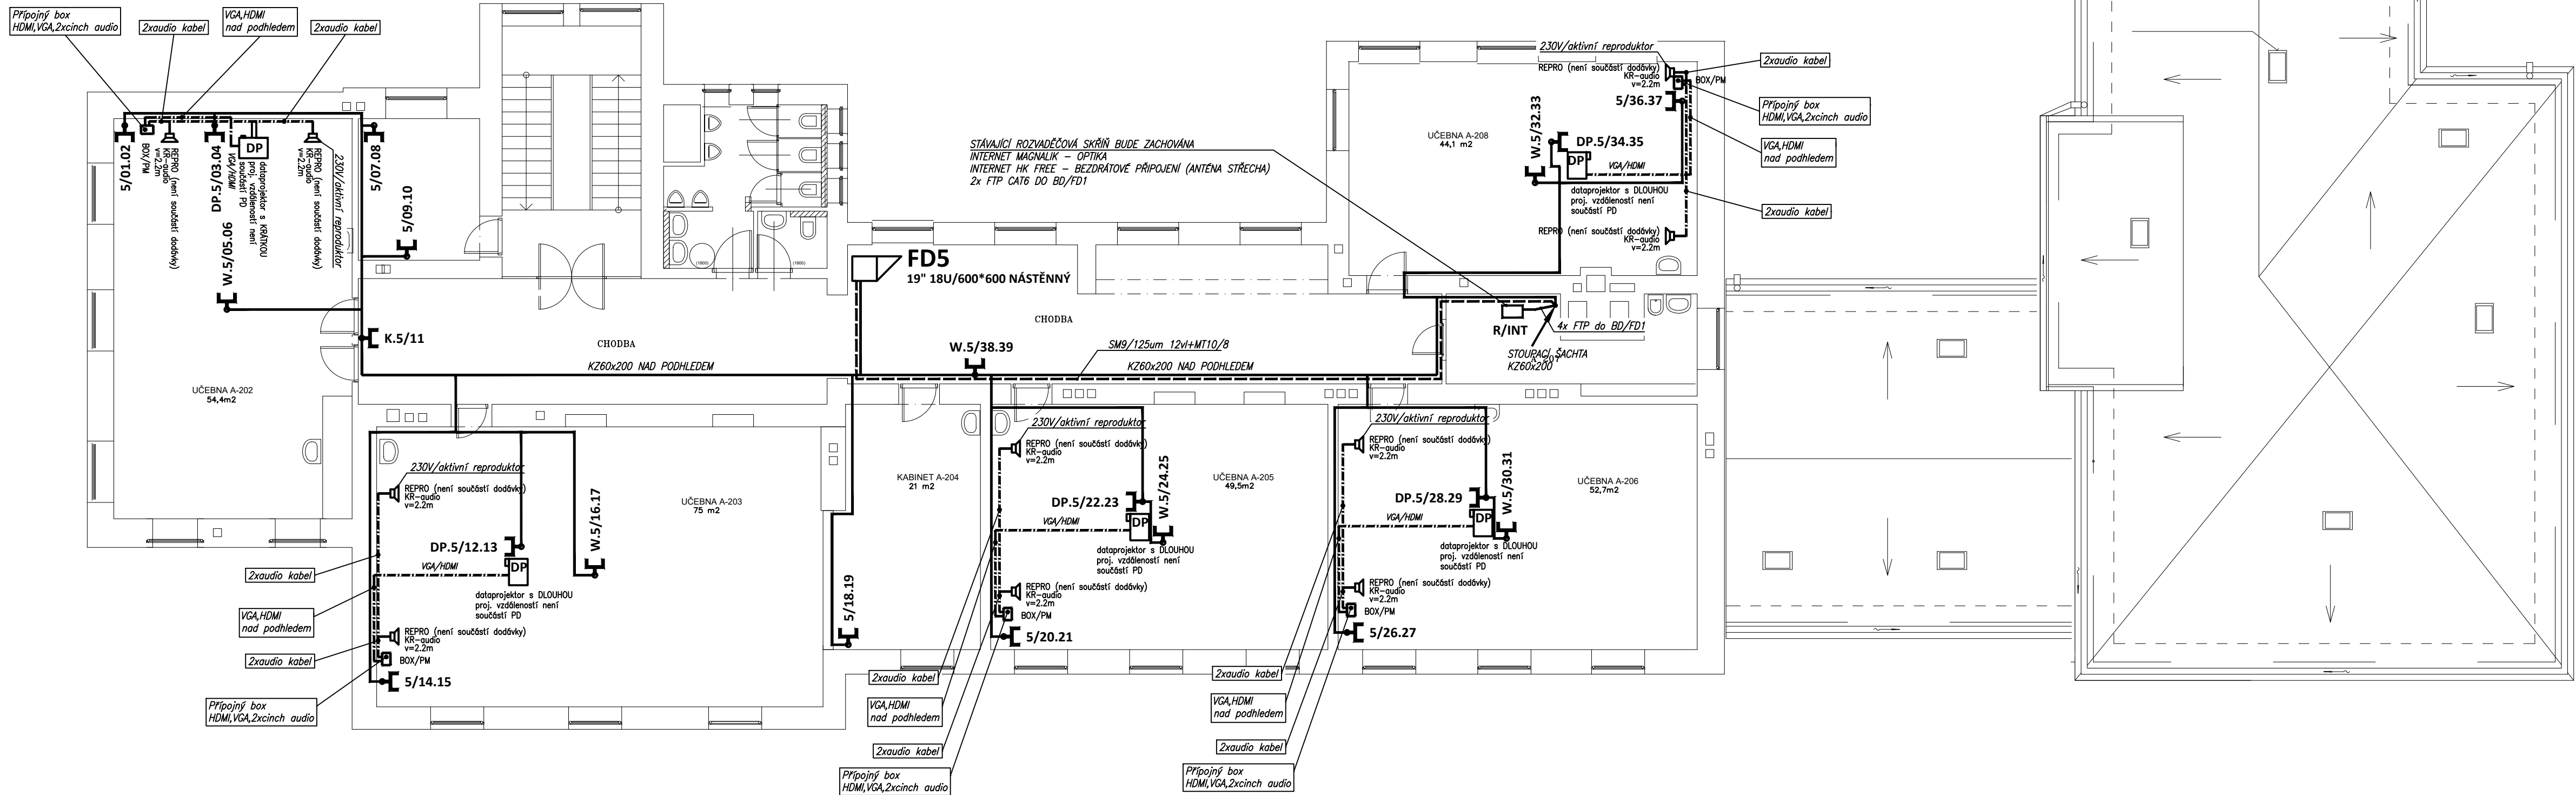 Přípojný box
HDMI,VGA,2xcinch audio
2xaudio kabel
VGA,HDMI
nad podhledem
2xaudio kabel
5/01.02
BOX/PM
REPRO (není součástí dodávky)
KR-audio
v=2.2m
DP.5/03.04
VGA/HDMI
DP
dataprojektor s KRÁTKOU
proj. vzdáleností není
součástí PD
REPRO (není součástí dodávky)
KR-audio
v=2.2m
230V/aktivní reproduktor
5/07.08
5/09.10
W.5/05.06
K.5/11
UČEBNA A-202
54,4m2
CHODBA
KZ60x200 NAD PODHLEDEM
(1800)
(1800)
FD5
19" 18U/600*600 NÁSTĚNNÝ
STÁVAJÍCÍ ROZVADĚČOVÁ SKŘÍŇ BUDE ZACHOVÁNA
INTERNET MAGNALIK – OPTIKA
INTERNET HK FREE – BEZDRÁTOVÉ PŘIPOJENÍ (ANTÉNA STŘECHA)
2x FTP CAT6 DO BD/FD1
CHODBA
W.5/38.39
SM9/125um 12vl+MT10/8
KZ60x200 NAD PODHLEDEM
230V/aktivní reproduktor
REPRO (není součástí dodávky)
KR-audio
v=2.2m
BOX/PM
5/36.37
2xaudio kabel
Přípojný box
HDMI,VGA,2xcinch audio
VGA,HDMI
nad podhledem
2xaudio kabel
UČEBNA A-208
44,1 m2
W.5/32.33
DP.5/34.35
DP
VGA/HDMI
dataprojektor s DLOUHOU
proj. vzdáleností není
součástí PD
REPRO (není součástí dodávky)
KR-audio
v=2.2m
R/INT
4x FTP do BD/FD1
STOUPACÍ ŠACHTA
KZ60x200
230V/aktivní reproduktor
REPRO (není součástí dodávky)
KR-audio
v=2.2m
UČEBNA A-203
75 m2
W.5/16.17
DP.5/12.13
VGA/HDMI
DP
dataprojektor s DLOUHOU
proj. vzdáleností není
součástí PD
2xaudio kabel
VGA,HDMI
nad podhledem
2xaudio kabel
REPRO (není součástí dodávky)
KR-audio
v=2.2m
BOX/PM
5/14.15
Přípojný box
HDMI,VGA,2xcinch audio
KABINET A-204
21 m2
5/18.19
230V/aktivní reproduktor
REPRO (není součástí dodávky)
KR-audio
v=2.2m
UČEBNA A-205
49,5m2
W.5/24.25
DP.5/22.23
VGA/HDMI
DP
dataprojektor s DLOUHOU
proj. vzdáleností není
součástí PD
REPRO (není součástí dodávky)
KR-audio
v=2.2m
BOX/PM
5/20.21
2xaudio kabel
VGA,HDMI
nad podhledem
2xaudio kabel
Přípojný box
HDMI,VGA,2xcinch audio
230V/aktivní reproduktor
REPRO (není součástí dodávky)
KR-audio
v=2.2m
UČEBNA A-206
52,7m2
W.5/30.31
DP.5/28.29
VGA/HDMI
DP
dataprojektor s DLOUHOU
proj. vzdáleností není
součástí PD
REPRO (není součástí dodávky)
KR-audio
v=2.2m
BOX/PM
5/26.27
2xaudio kabel
VGA,HDMI
nad podhledem
2xaudio kabel
Přípojný box
HDMI,VGA,2xcinch audio